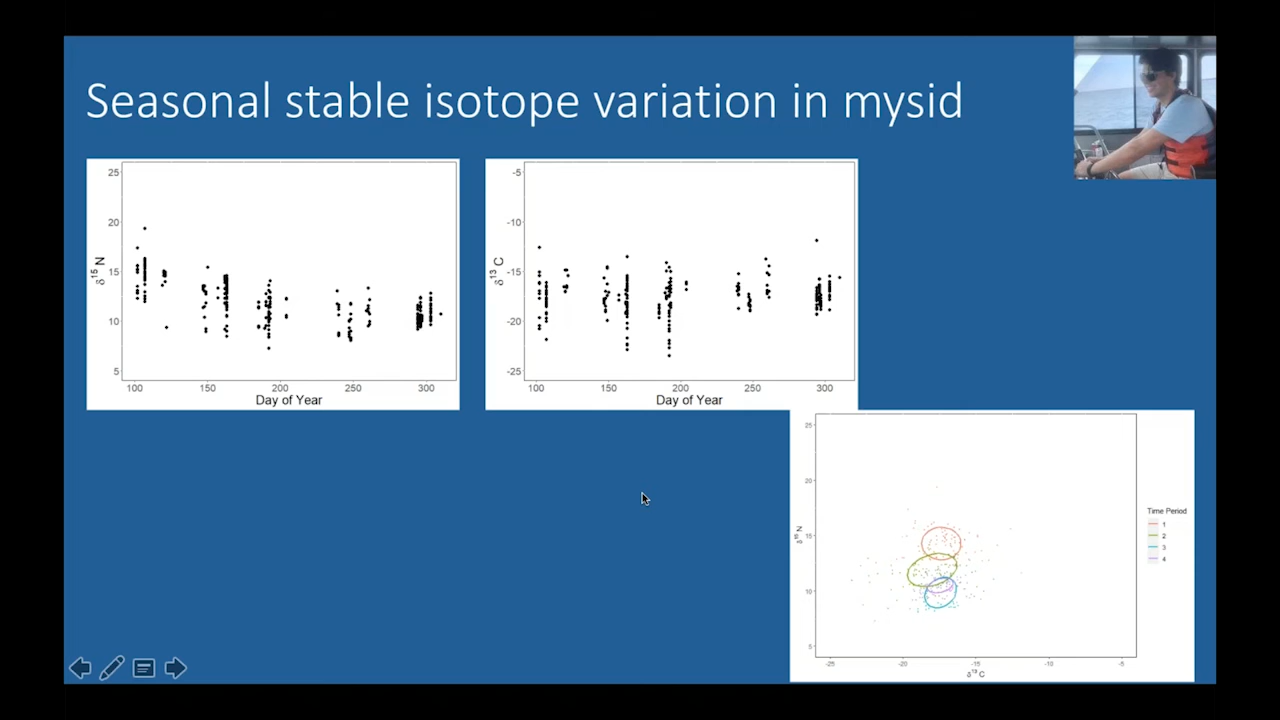 Seasonal stable isotope variation in mysid
δ15 N
25
20
15
10
5
100 150 200 250 300
Day of Year
δ13 C
-5
-10
-15
-20
-25
100 150 200 250 300
Day of Year
δ15 N
25
20
15
10
5
-25 -20 -15 -10 -5
δ13 C
Time Period
1
2
3
4